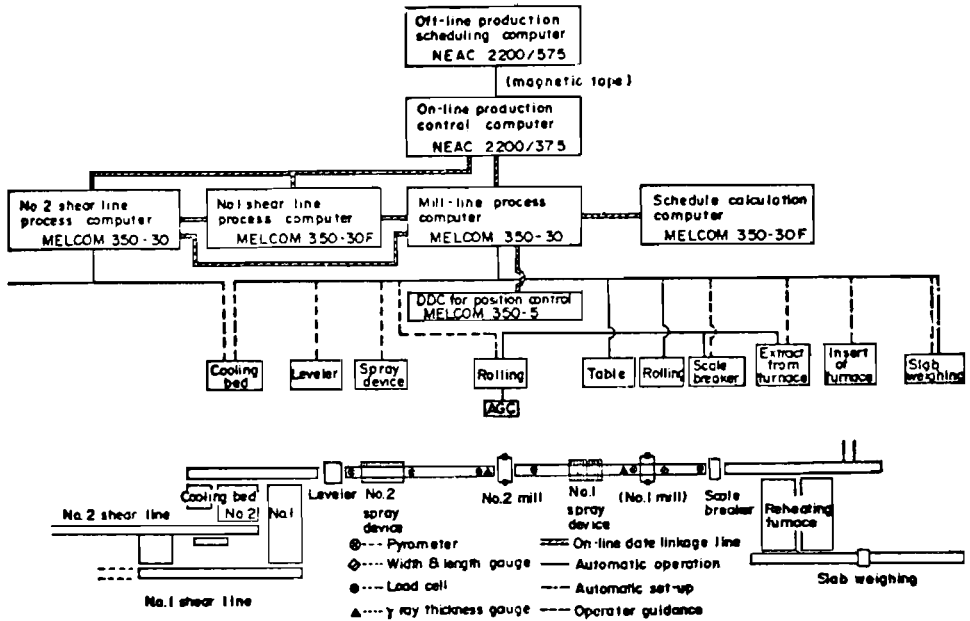 Off-line production
scheduling computer
NEAC 2200/575
(magnetic tape)
On-line production
control computer
NEAC 2200/375
No.2 shear line
process computer
MELCOM 350-30
No.1 shear line
process computer
MELCOM 350-30F
Mill-line process
computer
MELCOM 350-30
Schedule calculation
computer
MELCOM 350-30F
DDC for position control
MELCOM 350-5
Cooling
bed
Leveler
Spray
device
Rolling
AGC
Table
Rolling
Scale
breaker
Extract
from
furnace
Insert of
furnace
Slab
weighing
Cooling bed
No.2
No.1
No.2 shear line
No.1 shear line
Leveler
No.2
spray
device
No.2 mill
No.1
spray
device
(No.1 mill)
Scale
breaker
Reheating
furnace
Slab weighing
Pyrometer
Width & length gauge
Load cell
γ ray thickness gauge
On-line date linkage line
Automatic operation
Automatic set-up
Operater guidance